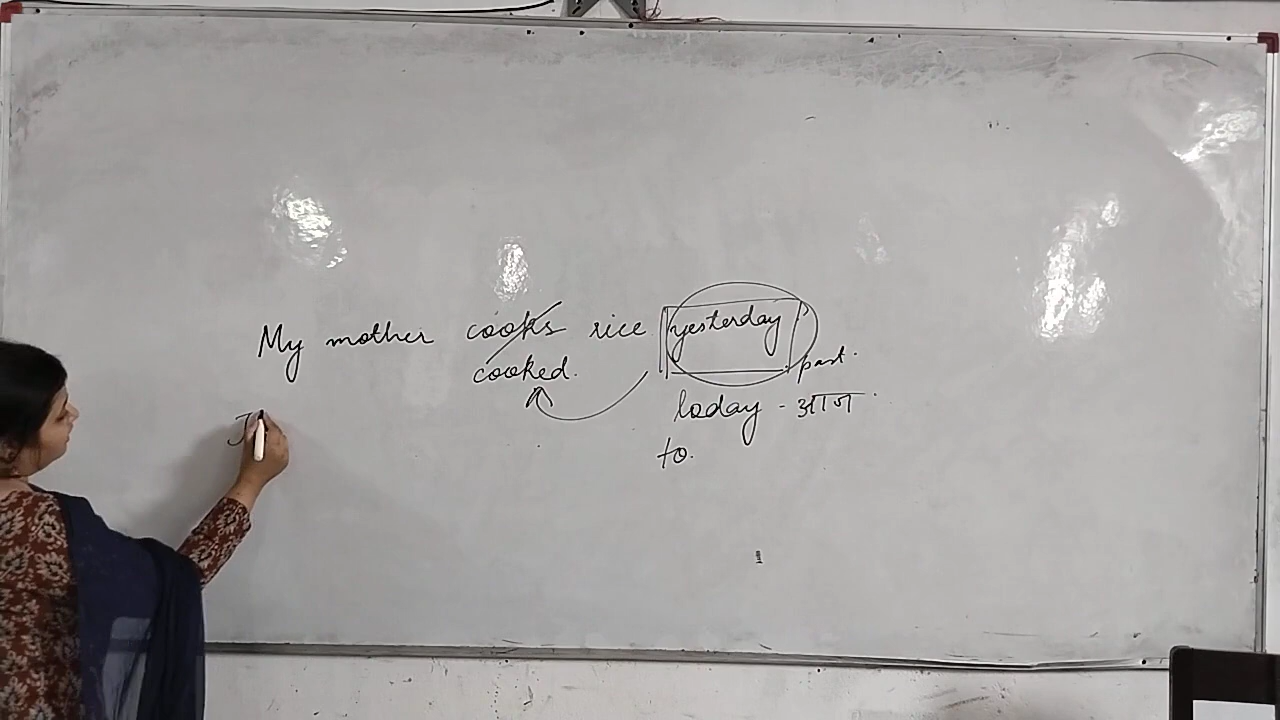 My mother cooks rice yesterday
cooked. past.
today - आज
to.